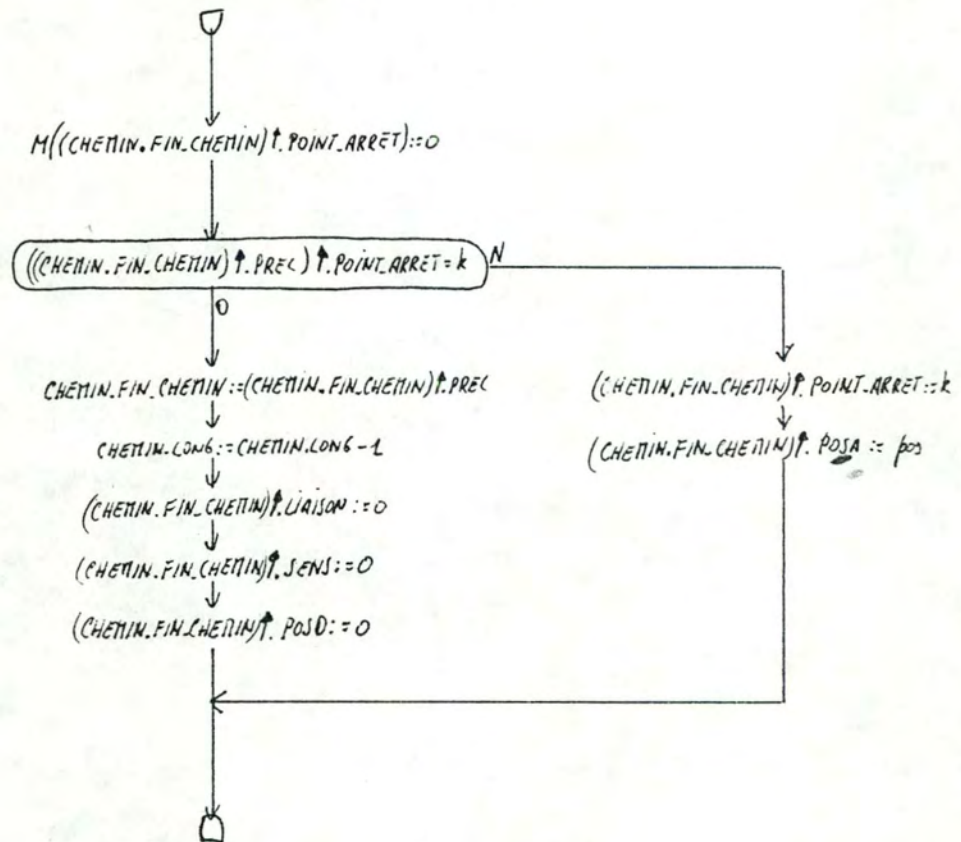 M((CHEMIN.FIN_CHEMIN)↑.POINT_ARRET):=0
(((CHEMIN.FIN_CHEMIN)↑.PREC)↑.POINT_ARRET=k
N
O
CHEMIN.FIN_CHEMIN:=(CHEMIN.FIN_CHEMIN)↑.PREC
CHEMIN.LONG:=CHEMIN.LONG-1
(CHEMIN.FIN_CHEMIN)↑.LIAISON:=0
(CHEMIN.FIN_CHEMIN)↑.SENS:=0
(CHEMIN.FIN_CHEMIN)↑.POSD:=0
(CHEMIN.FIN_CHEMIN)↑.POINT_ARRET:=k
(CHEMIN.FIN_CHEMIN)↑.POSA:=pos